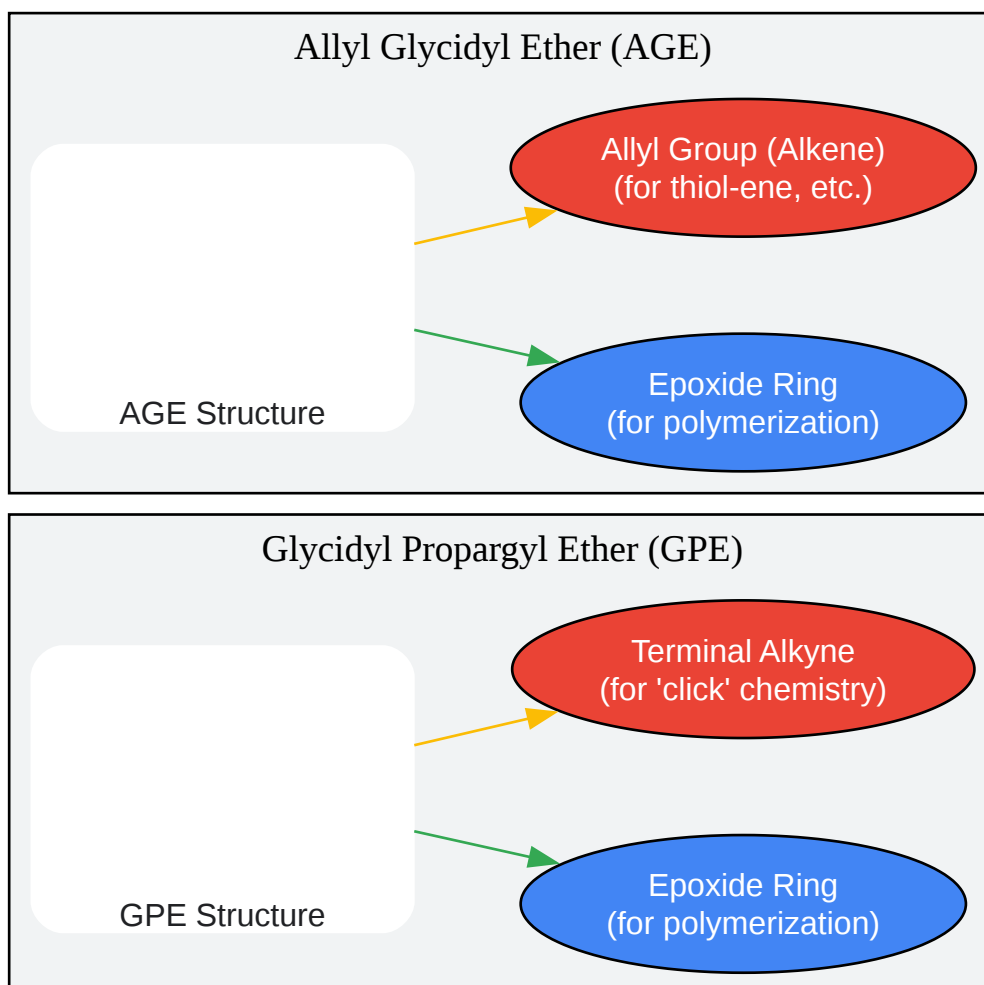 Allyl Glycidyl Ether (AGE)
Allyl Group (Alkene)
(for thiol-ene, etc.)
AGE Structure
Epoxide Ring
(for polymerization)
Glycidyl Propargyl Ether (GPE)
Terminal Alkyne
(for 'click' chemistry)
GPE Structure
Epoxide Ring
(for polymerization)